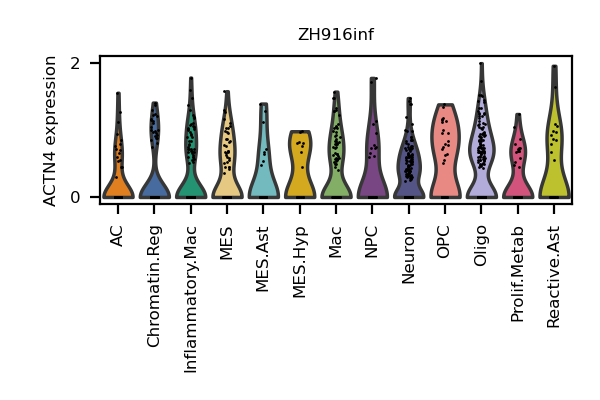 ZH916inf
ACTN4 expression
2
0
AC
Chromatin.Reg
Inflammatory.Mac
MES
MES.Ast
MES.Hyp
Mac
NPC
Neuron
OPC
Oligo
Prolif.Metab
Reactive.Ast